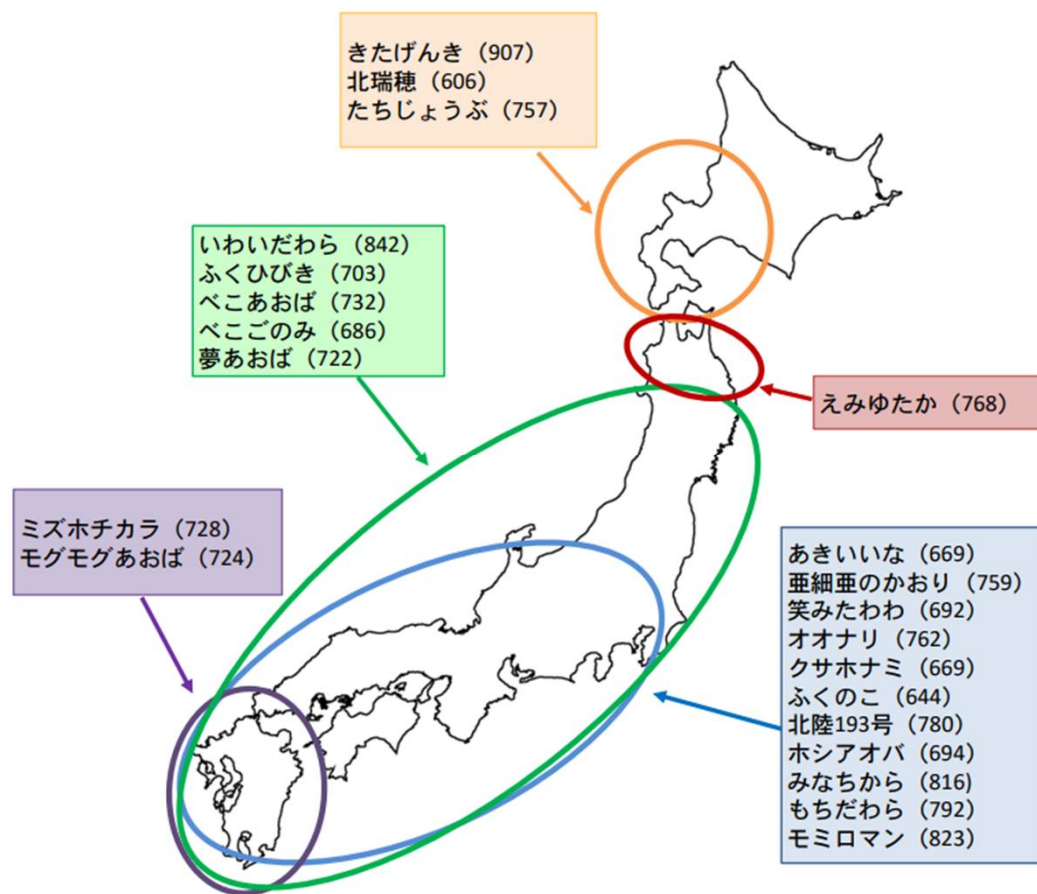 きたげんき（907）
北瑞穂（606）
たちじょうぶ（757）
いわいだわら（842）
ふくひびき（703）
べこあおば（732）
べこごのみ（686）
夢あおば（722）
えみゆたか（768）
ミズホチカラ（728）
モグモグあおば（724）
あきいいな（669）
亜細亜のかおり（759）
笑みたわわ（692）
オオナリ（762）
クサホナミ（669）
ふくのこ（644）
北陸193号（780）
ホシアオバ（694）
みなちから（816)
もちだわら（792）
モミロマン（823）